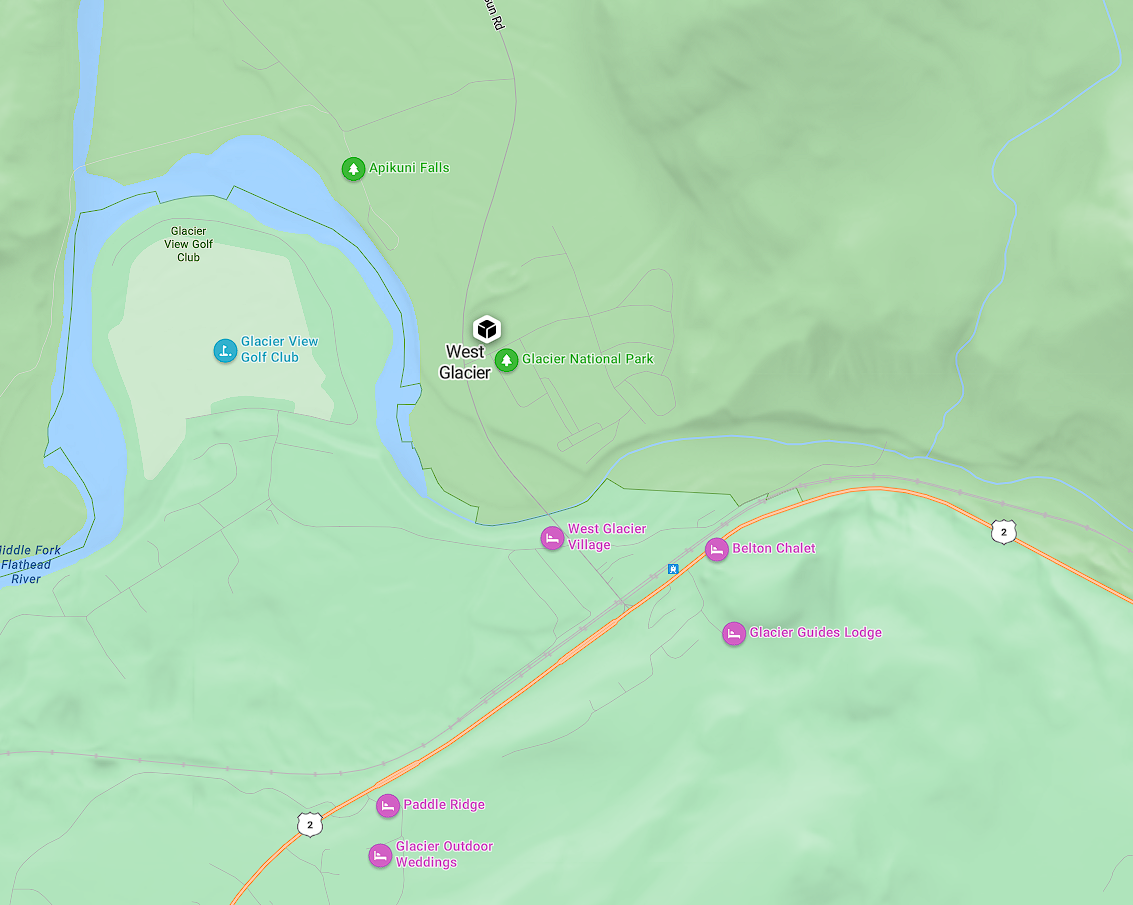 un Rd
Apikuni Falls
Glacier
View Golf
Club
Glacier View
Golf Club
West
Glacier
Glacier National Park
West Glacier
Village
Belton Chalet
2
iddle Fork
Flathead
River
Glacier Guides Lodge
Paddle Ridge
2
Glacier Outdoor
Weddings